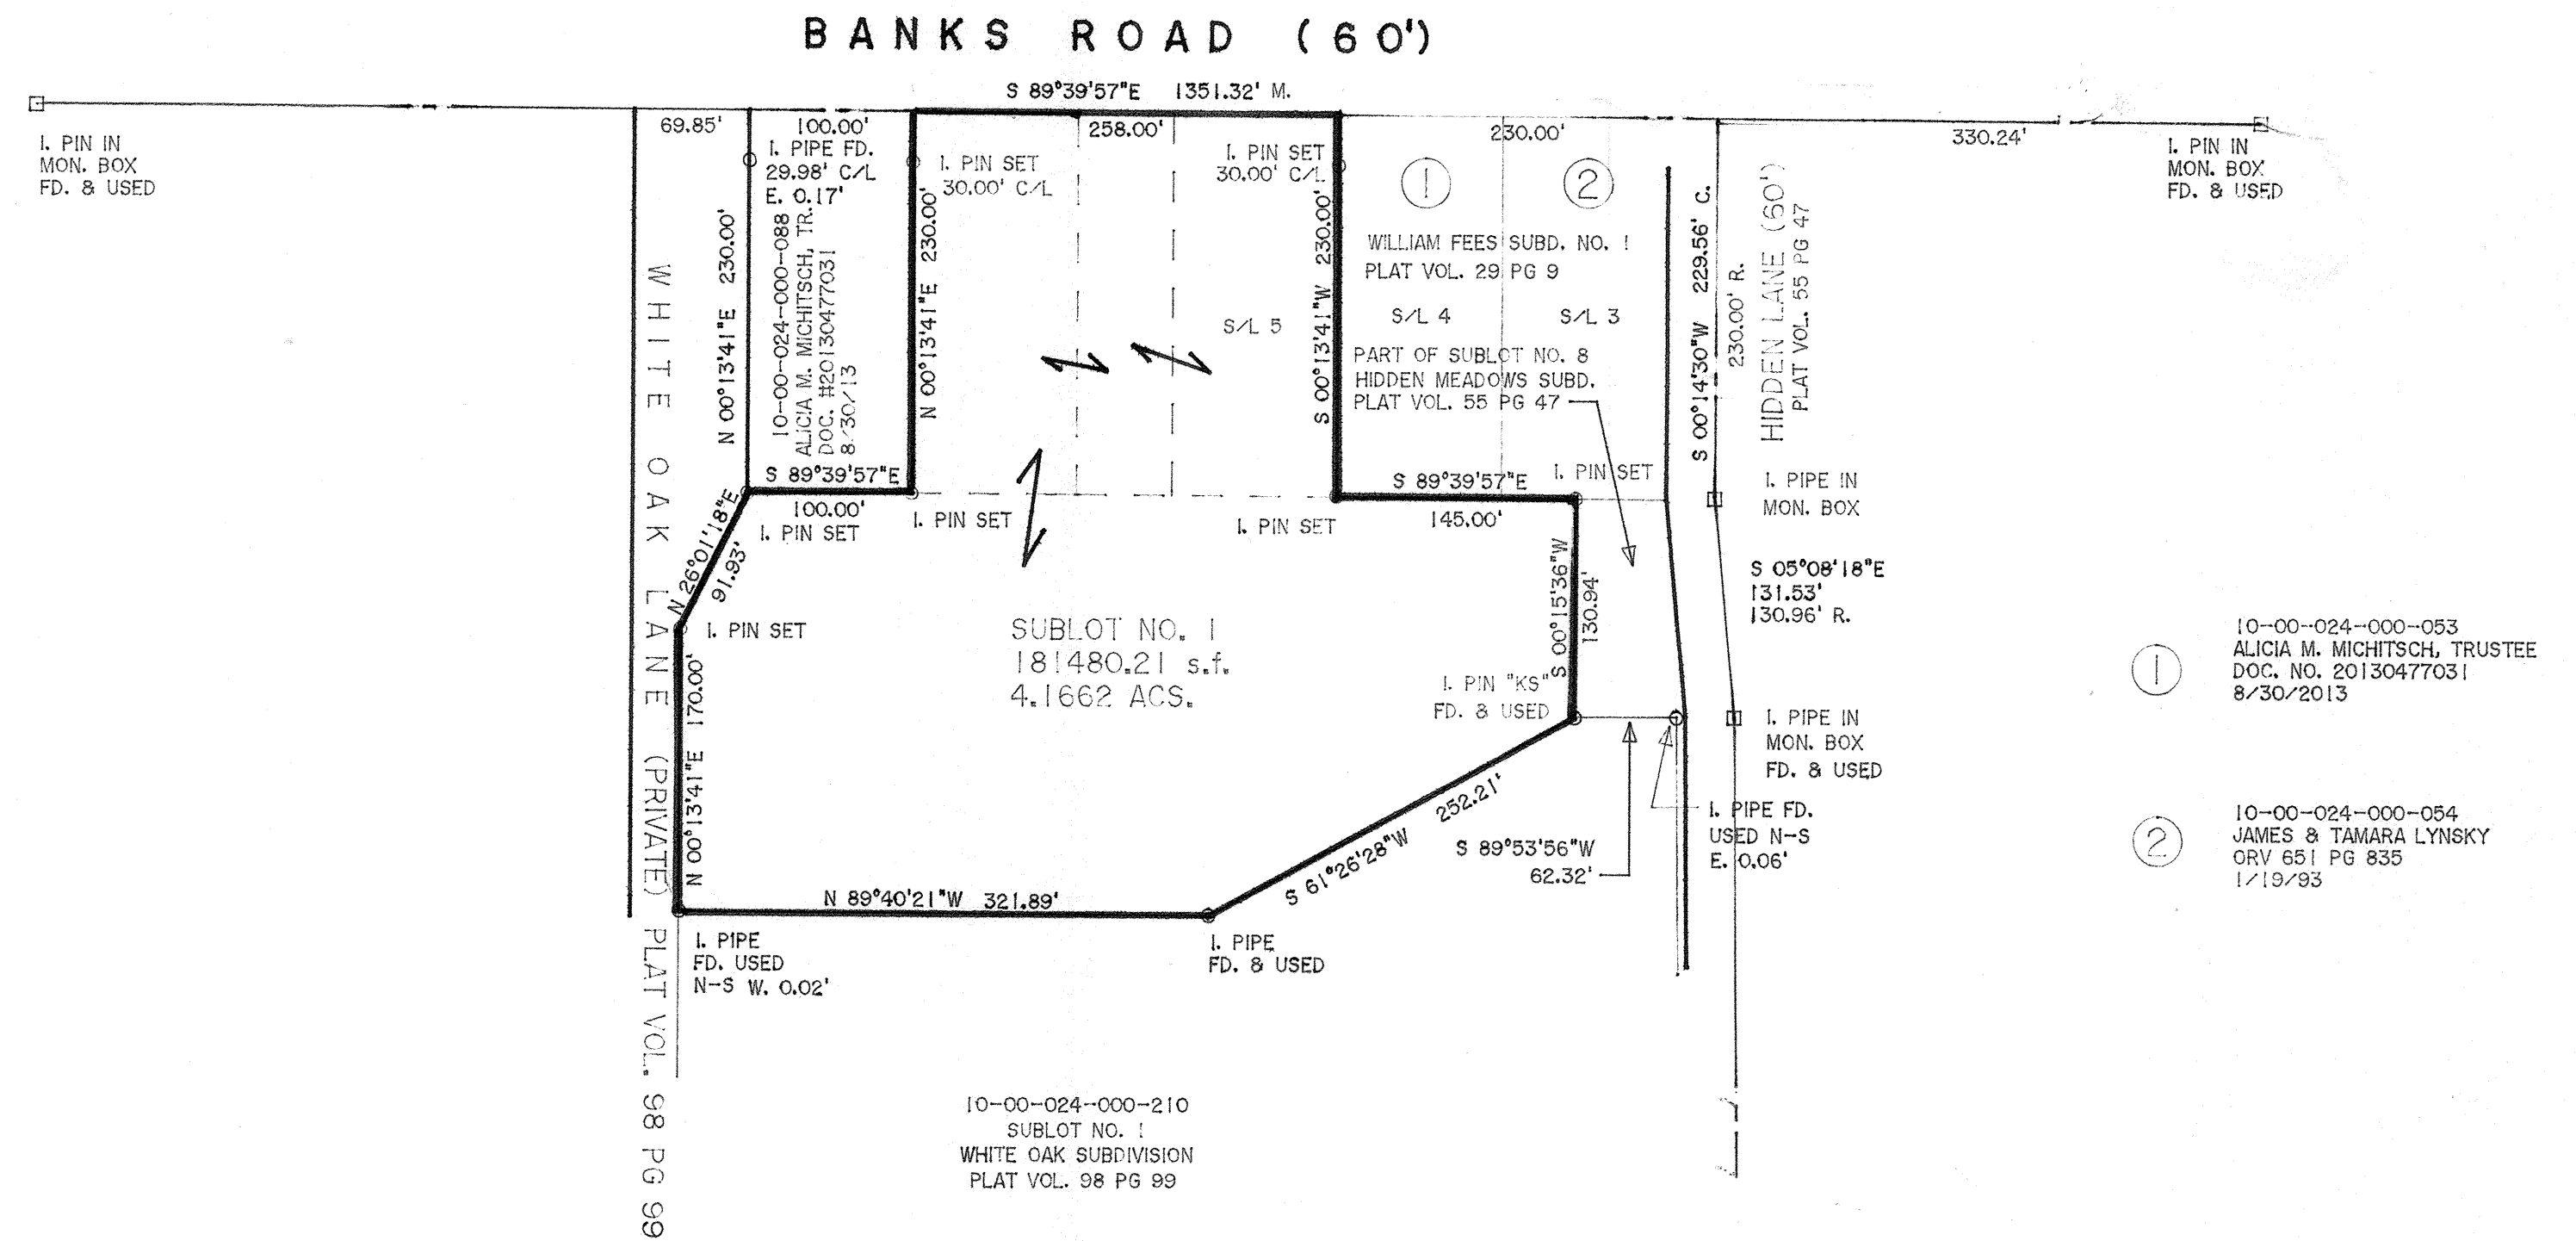 BANKS ROAD (60')
S 89°39'57"E 1351.32' M.
I. PIN IN
MON. BOX
FD. & USED
69.85'
100.00'
I. PIPE FD.
29.98' C/L
E. 0.17'
258.00'
I. PIN SET
30.00' C/L
I. PIN SET
30.00' C/L
230.00'
330.24'
I. PIN IN
MON. BOX
FD. & USED
WHITE OAK LANE (PRIVATE) PLAT VOL. 98 PG 99
N 00°13'41"E 230.00'
10-00-024-000-088
ALICIA M. MICHITSCH, TR.
DOC. #20130477031
8/30/13
N 00°13'41"E 230.00'
S/L 5
S 00°13'41"W 230.00'
1
2
WILLIAM FEES SUBD. NO. 1
PLAT VOL. 29 PG 9
S/L 4
S/L 3
PART OF SUBLOT NO. 8
HIDDEN MEADOWS SUBD.
PLAT VOL. 55 PG 47
S 00°14'30"W 229.56' C.
230.00' R.
HIDDEN LANE (60')
PLAT VOL. 55 PG 47
S 89°39'57"E
100.00'
I. PIN SET
I. PIN SET
I. PIN SET
S 89°39'57"E
145.00'
I. PIN SET
I. PIPE IN
MON. BOX
N 26°01'18"E
91.93'
I. PIN SET
S 00°15'36"W
130.94'
S 05°08'18"E
131.53'
130.96' R.
SUBLOT NO. 1
181480.21 s.f.
4.1662 ACS.
I. PIN "KS"
FD. & USED
N 00°13'41"E 170.00'
I. PIPE IN
MON. BOX
FD. & USED
I. PIPE FD.
USED N-S
E. 0.06'
S 89°53'56"W
62.32'
S 61°26'28"W 252.21'
N 89°40'21"W 321.89'
I. PIPE
FD. USED
N-S W. 0.02'
I. PIPE
FD. & USED
1
10-00-024-000-053
ALICIA M. MICHITSCH, TRUSTEE
DOC. NO. 20130477031
8/30/2013
2
10-00-024-000-054
JAMES & TAMARA LYNSKY
ORV 651 PG 835
1/19/93
10-00-024-000-210
SUBLOT NO. 1
WHITE OAK SUBDIVISION
PLAT VOL. 98 PG 99